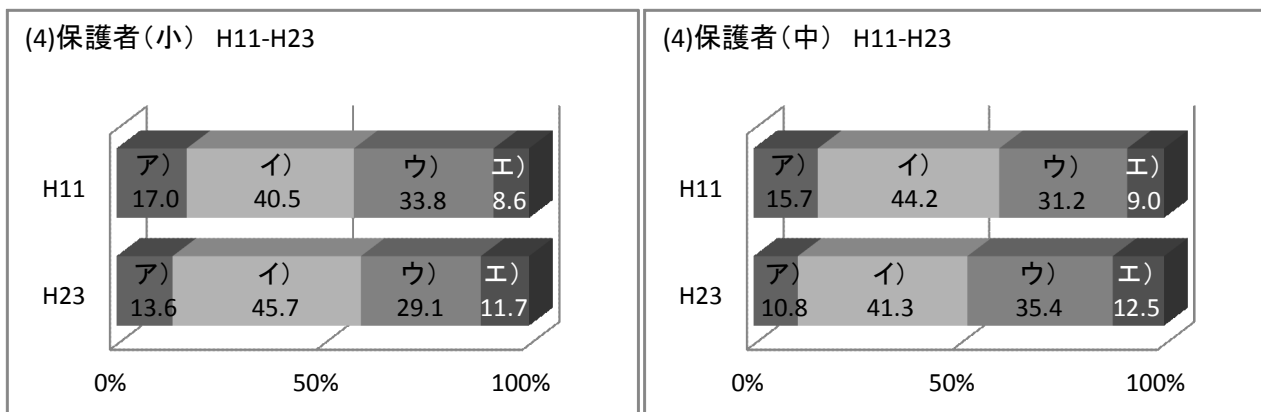 (4)保護者(小) H11-H23
H11
ア) イ) ウ) エ)
17.0 40.5 33.8 8.6
H23
ア) イ) ウ) エ)
13.6 45.7 29.1 11.7
0% 50% 100%
(4)保護者(中) H11-H23
H11
ア) イ) ウ) エ)
15.7 44.2 31.2 9.0
H23
ア) イ) ウ) エ)
10.8 41.3 35.4 12.5
0% 50% 100%